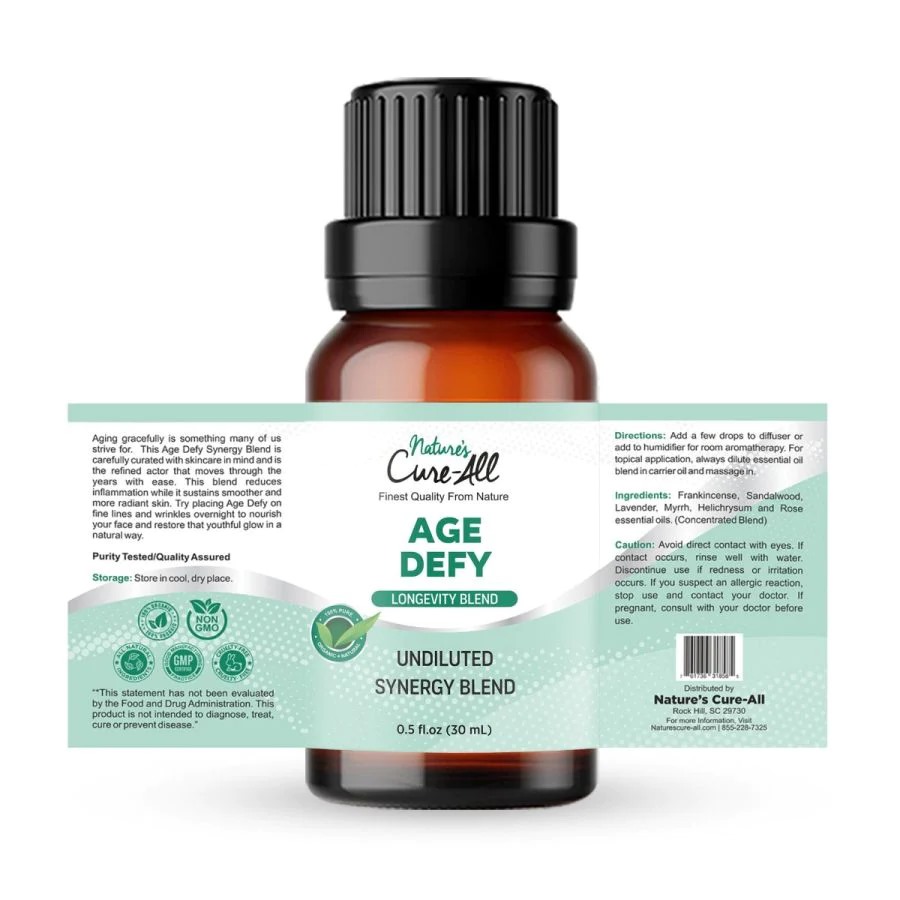 Aging gracefully is something many of us
strive for. This Age Defy Synergy Blend is
carefully curated with skincare in mind and is
the refined actor that moves through the
years with ease. This blend reduces
inflammation while it sustains smoother and
more radiant skin. Try placing Age Defy on
fine lines and wrinkles overnight to nourish
your face and restore that youthful glow in a
natural way.
Purity Tested/Quality Assured
Storage: Store in cool, dry place.
100% ORGANIC
NON
GMO
ALL NATURAL
INGREDIENTS
GMP
CERTIFIED
CRUELTY FREE
"*This statement has not been evaluated
by the Food and Drug Administration. This
product is not intended to diagnose, treat,
cure or prevent disease."
Nature's
Cure-All
Finest Quality From Nature
AGE
DEFY
LONGEVITY BLEND
100% PURE
ORGANIC • NATURAL
UNDILUTED
SYNERGY BLEND
0.5 fl.oz (30 mL)
Directions: Add a few drops to diffuser or
add to humidifier for room aromatherapy. For
topical application, always dilute essential oil
blend in carrier oil and massage in.
Ingredients: Frankincense, Sandalwood,
Lavender, Myrrh, Helichrysum and Rose
essential oils. (Concentrated Blend)
Caution: Avoid direct contact with eyes. If
contact occurs, rinse well with water.
Discontinue use if redness or irritation
occurs. If you suspect an allergic reaction,
stop use and contact your doctor. If
pregnant, consult with your doctor before
use.
Distributed by
Nature's Cure-All
Rock Hill, SC 29730
For more Information, Visit
Naturescure-all.com | 855-228-7325